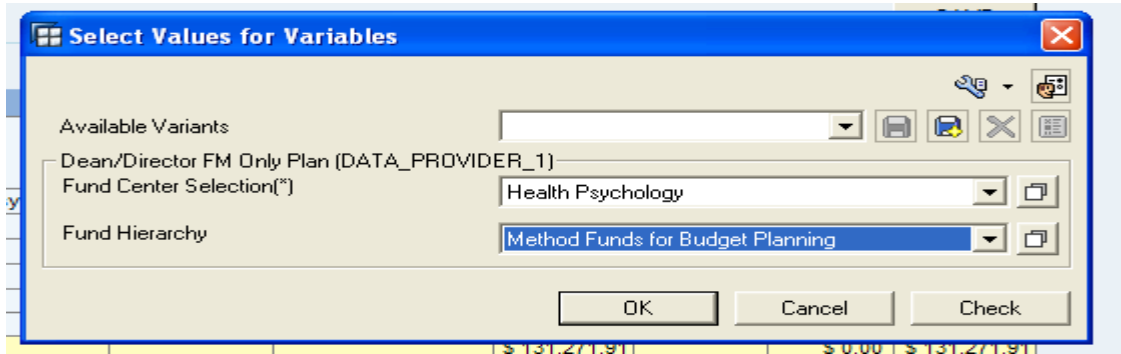 Select Values for Variables
Available Variants
Dean/Director FM Only Plan (DATA_PROVIDER_1)
Fund Center Selection(*) Health Psychology
Fund Hierarchy Method Funds for Budget Planning
OK Cancel Check
$ 131,271.91 $ 0.00 $ 131,271.91